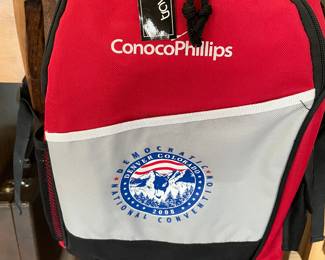 ConocoPhillips
DEMOCRATIC
DENVER COLORADO
2008
NATIONAL CONVENTION